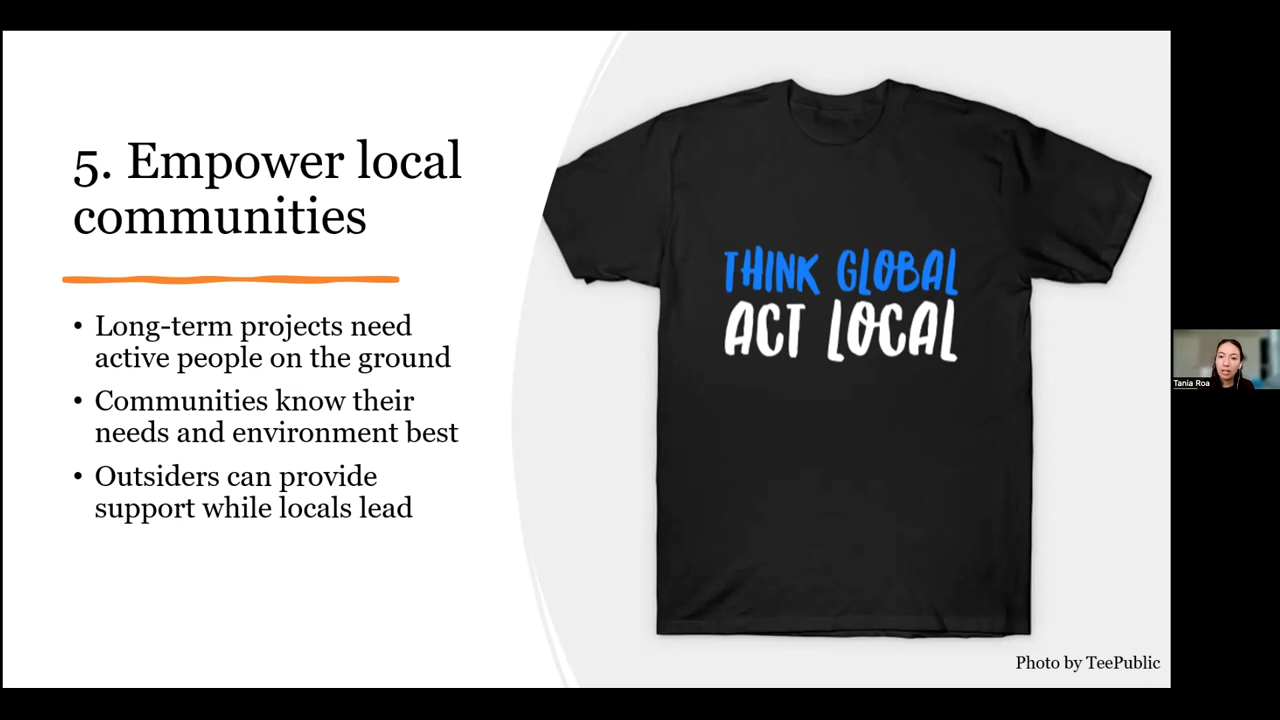 5. Empower local
communities
• Long-term projects need
active people on the ground
• Communities know their
needs and environment best
• Outsiders can provide
support while locals lead
THINK GLOBAL
ACT LOCAL
Photo by TeePublic
Tania Roa